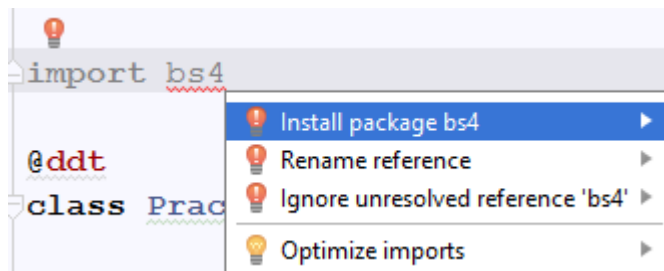 import bs4
Install package bs4
@ddt
Rename reference
class Prac
Ignore unresolved reference 'bs4'
Optimize imports